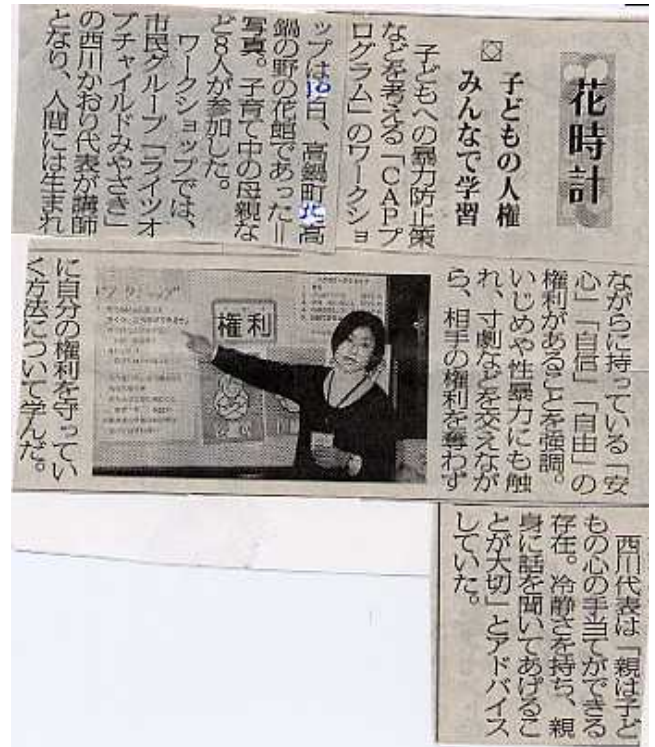 花時計
子どもの人権
みんなで学習
子どもへの暴力防止策
などを考える「CAPプ
ログラム」のワークショ
ップは日、高鍋町北高
鍋の野の花館であった＝
写真。子育て中の母親な
ど8人が参加した。
ワークショップでは、
市民グループ「ライツオ
ブチャイルドみやざき」
の西川かおり代表が講師
となり、人間には生まれ
ながらに持っている「安
心」「自信」「自由」の
権利があることを強調。
いじめや性暴力にも触
れ、寸劇などを交えなが
ら、相手の権利を奪わず
権利
に自分の権利を守ってい
く方法について学んだ。
西川代表は「親は子ど
もの心の手当てができる
存在。冷静さを持ち、親
身に話を聞いてあげるこ
とが大切」とアドバイス
していた。